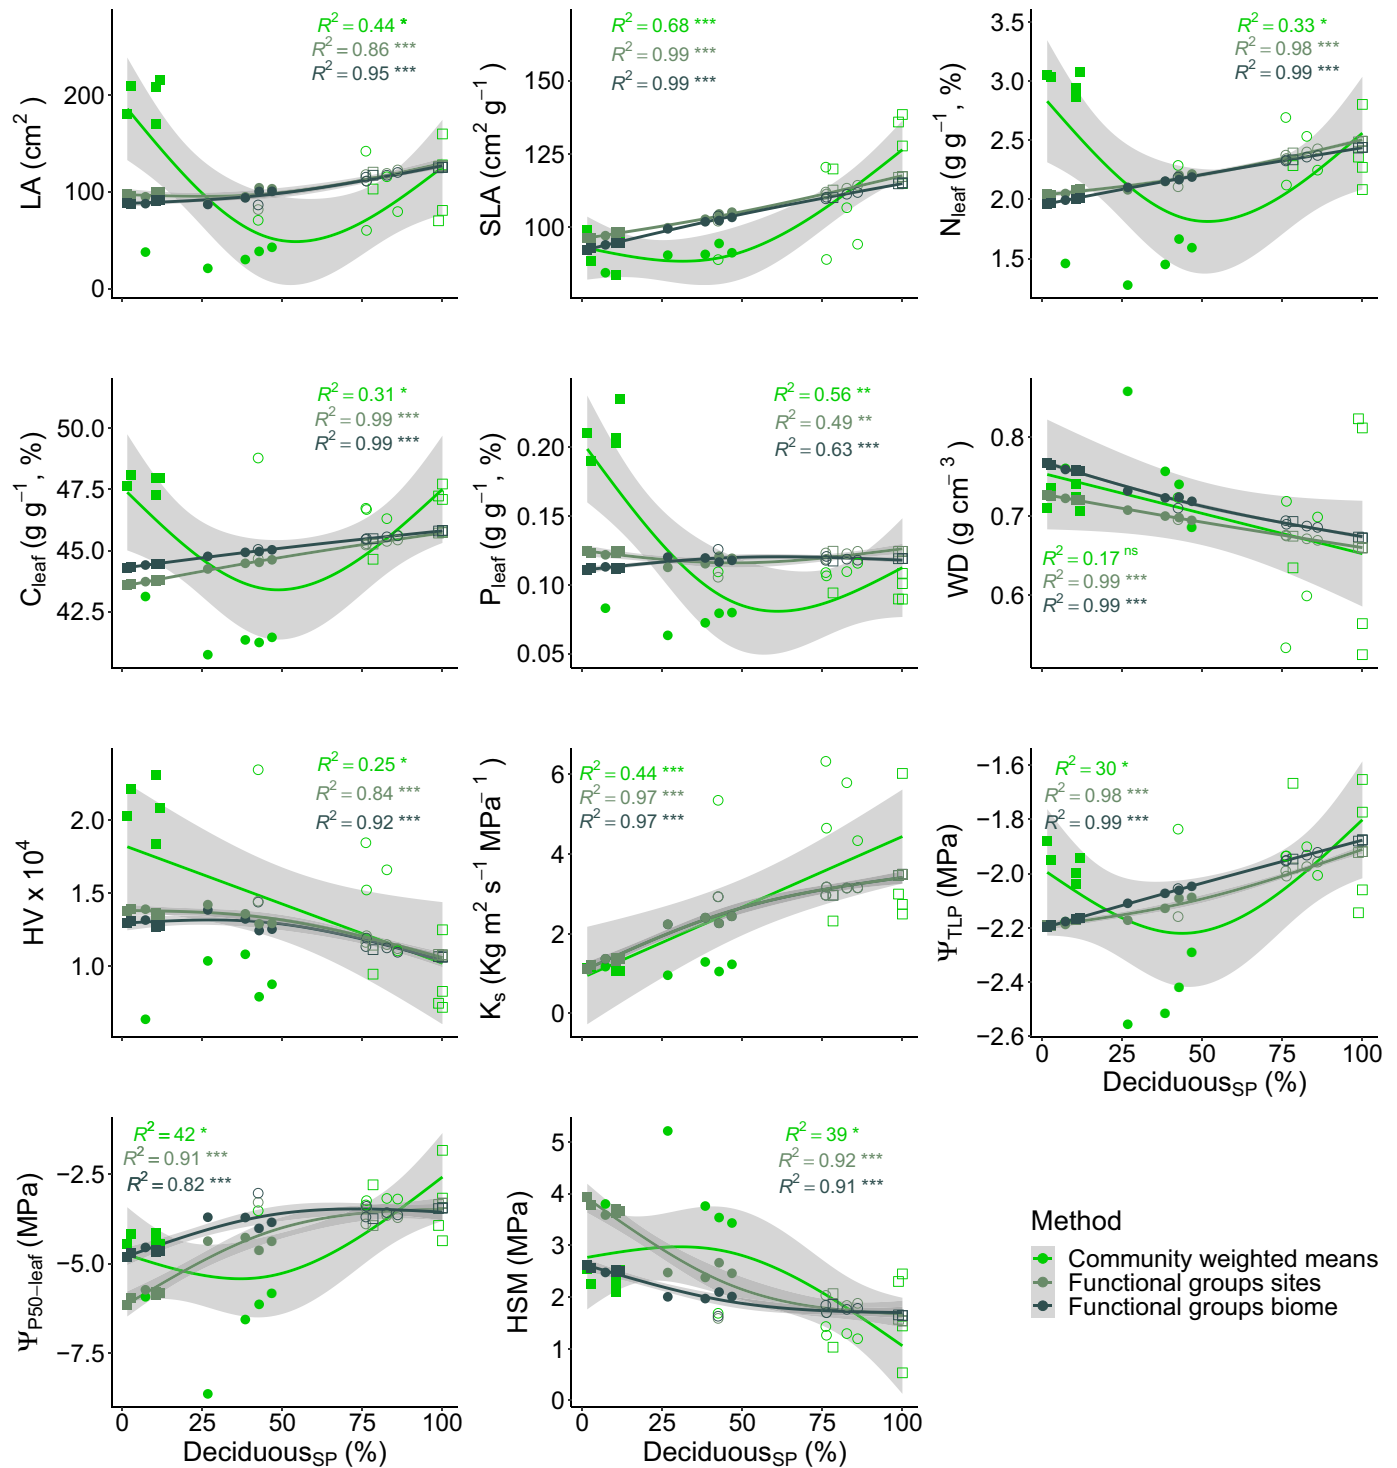 R² = 0.44 *
R² = 0.86 ***
R² = 0.95 ***
LA (cm²)
200
100
0
R² = 0.68 ***
R² = 0.99 ***
R² = 0.99 ***
SLA (cm² g⁻¹)
150
125
100
R² = 0.33 *
R² = 0.98 ***
R² = 0.99 ***
N_leaf (g g⁻¹, %)
3.5
3.0
2.5
2.0
1.5
R² = 0.31 *
R² = 0.99 ***
R² = 0.99 ***
C_leaf (g g⁻¹, %)
50.0
47.5
45.0
42.5
R² = 0.56 **
R² = 0.49 **
R² = 0.63 ***
P_leaf (g g⁻¹, %)
0.20
0.15
0.10
0.05
WD (g cm⁻³)
0.8
0.7
0.6
R² = 0.17 ns
R² = 0.99 ***
R² = 0.99 ***
R² = 0.25 *
R² = 0.84 ***
R² = 0.92 ***
HV x 10⁴
2.0
1.5
1.0
R² = 0.44 ***
R² = 0.97 ***
R² = 0.97 ***
K_s (Kg m² s⁻¹ MPa⁻¹)
6
4
2
0
R² = 30 *
R² = 0.98 ***
R² = 0.99 ***
Ψ_TLP (MPa)
−1.6
−1.8
−2.0
−2.2
−2.4
−2.6
0 25 50 75 100
Deciduous_SP (%)
R² = 42 *
R² = 0.91 ***
R² = 0.82 ***
Ψ_P50−leaf (MPa)
−2.5
−5.0
−7.5
0 25 50 75 100
Deciduous_SP (%)
R² = 39 *
R² = 0.92 ***
R² = 0.91 ***
HSM (MPa)
5
4
3
2
1
0
0 25 50 75 100
Deciduous_SP (%)
Method
Community weighted means
Functional groups sites
Functional groups biome